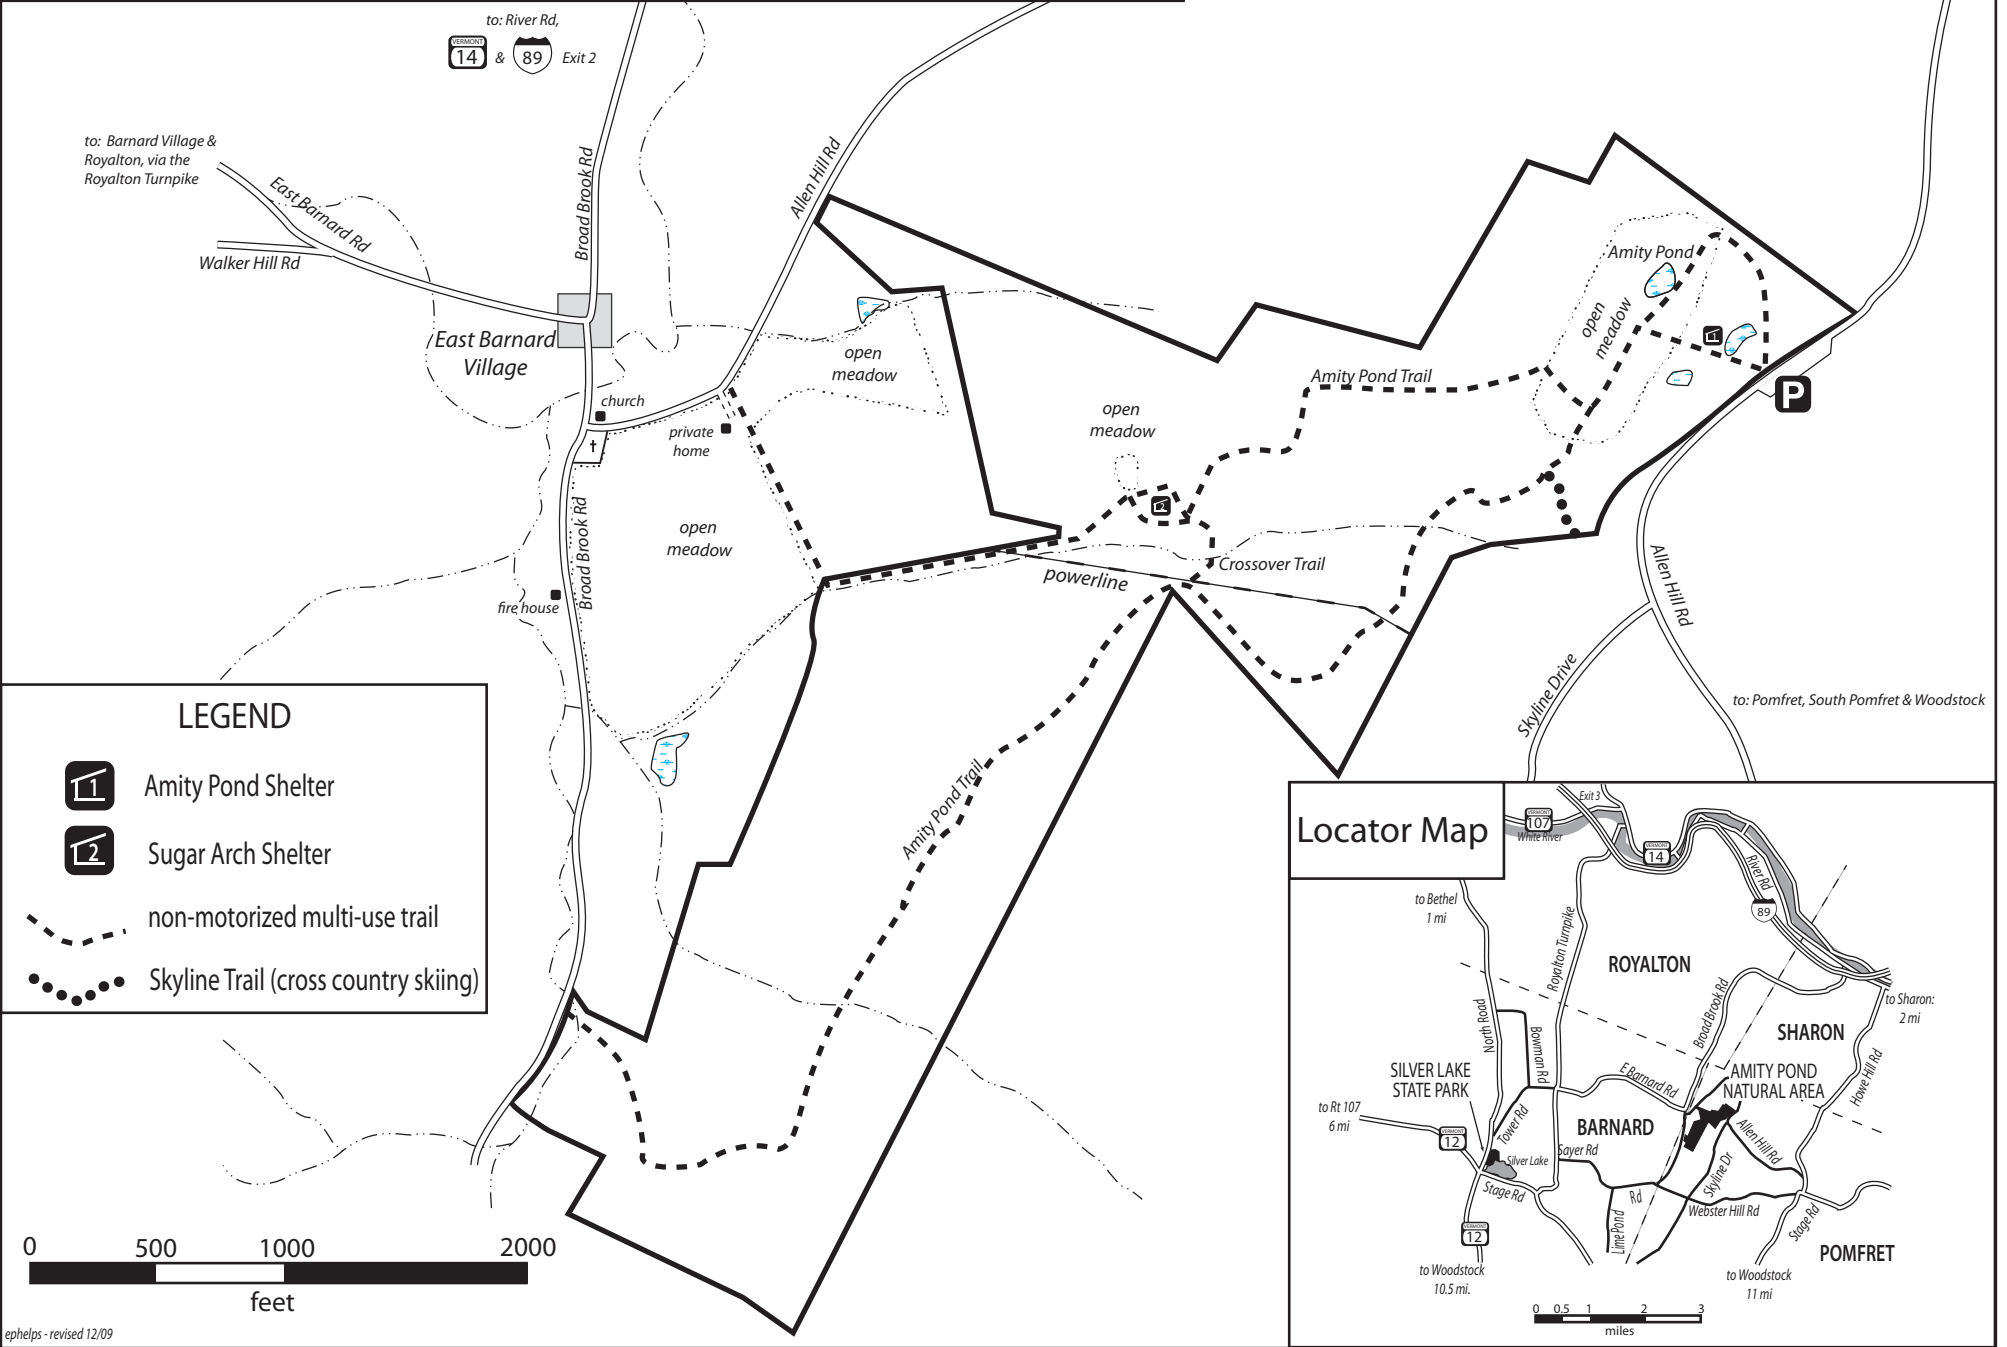 to: River Rd,
VERMONT
14
&
89
Exit 2
to: Barnard Village &
Royalton, via the
Royalton Turnpike
East Barnard Rd
Walker Hill Rd
Broad Brook Rd
Allen Hill Rd
East Barnard
Village
church
private
home
open
meadow
open
meadow
Broad Brook Rd
fire house
open
meadow
2
Amity Pond Trail
Amity Pond
open
meadow
1
P
Crossover Trail
powerline
Allen Hill Rd
Skyline Drive
to: Pomfret, South Pomfret & Woodstock
Amity Pond Trail
LEGEND
1
Amity Pond Shelter
2
Sugar Arch Shelter
non-motorized multi-use trail
Skyline Trail (cross country skiing)
0
500
1000
2000
feet
ephelps - revised 12/09
Locator Map
Exit 3
VERMONT
107
White River
VERMONT
14
River Rd
89
to Bethel
1 mi
Royalton Turnpike
ROYALTON
North Road
Bowman Rd
Broad Brook Rd
to Sharon:
2 mi
SHARON
SILVER LAKE
STATE PARK
E Barnard Rd
AMITY POND
NATURAL AREA
Howe Hill Rd
to Rt 107
6 mi
VERMONT
12
Tower Rd
BARNARD
Allen Hill Rd
Silver Lake
Sayer Rd
Skyline Dr
Stage Rd
Lime Pond
Rd
Webster Hill Rd
Stage Rd
VERMONT
12
POMFRET
to Woodstock
10.5 mi.
to Woodstock
11 mi
0
0.5
1
2
3
miles